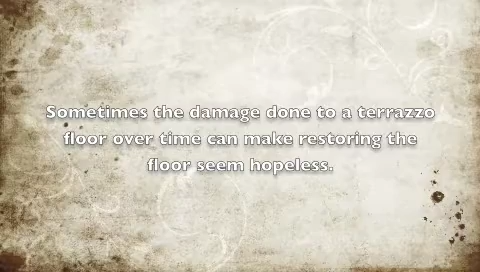 Sometimes the damage done to a terrazzo
floor over time can make restoring the
floor seem hopeless.